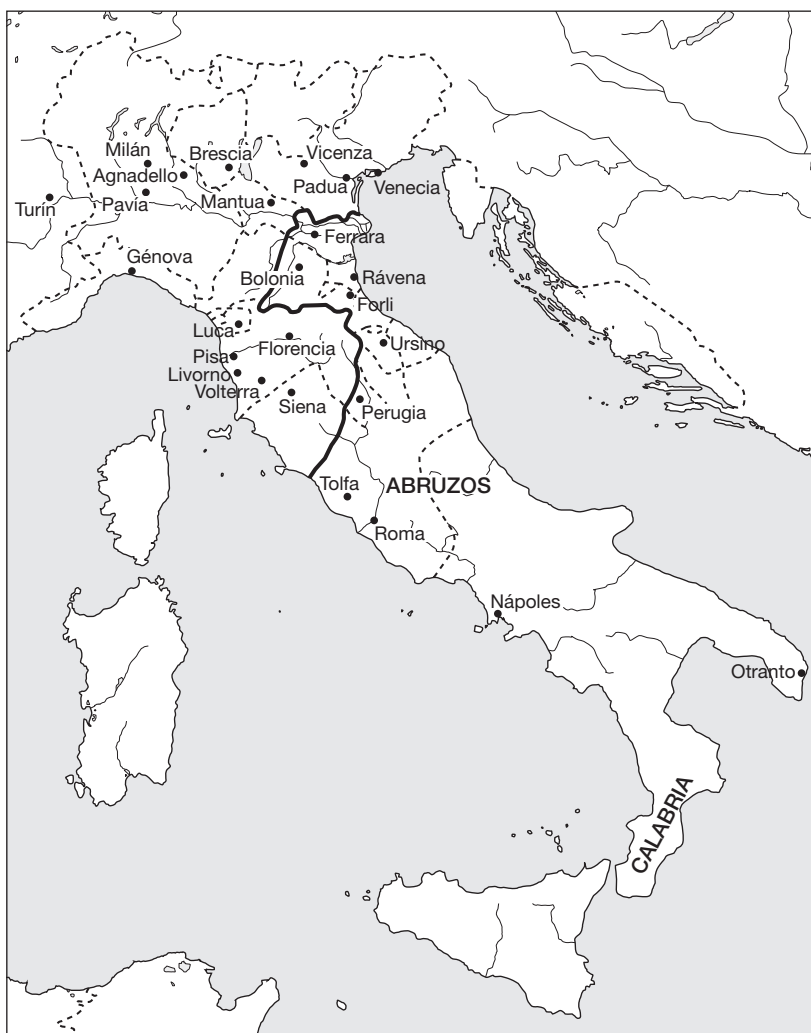 Milán
Brescia
Vicenza
Agnadello
Padua
Venecia
Turín
Pavía
Mantua
Ferrara
Génova
Bolonia
Rávena
Forli
Luca
Florencia
Ursino
Pisa
Livorno
Volterra
Siena
Perugia
Tolfa
ABRUZOS
Roma
Nápoles
Otranto
CALABRIA